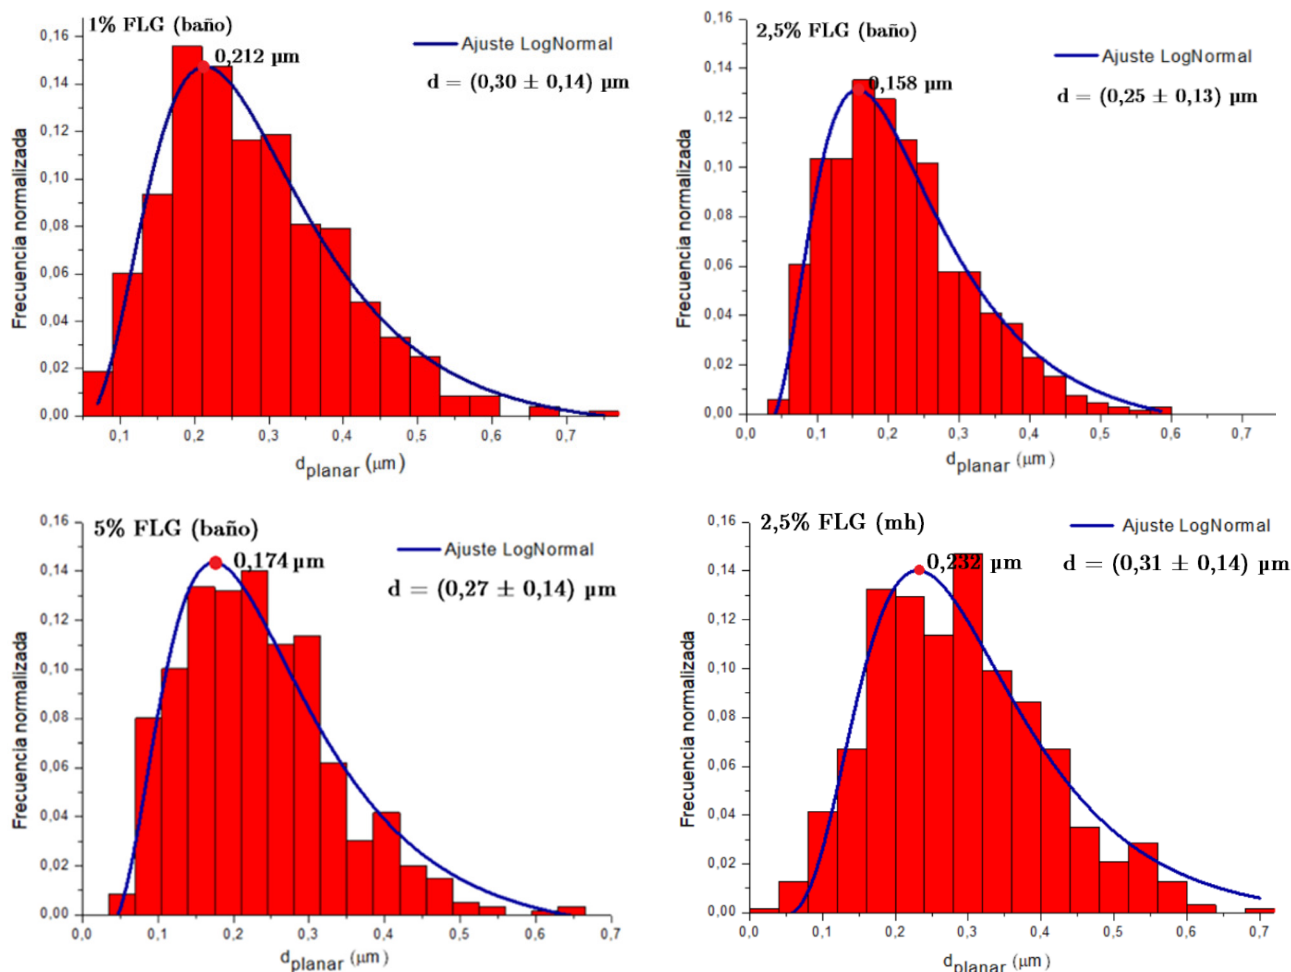 1% FLG (baño)
0,212 µm
Ajuste LogNormal
d = (0,30 ± 0,14) µm
Frecuencia normalizada
0,16
0,14
0,12
0,10
0,08
0,06
0,04
0,02
0,00
0,1 0,2 0,3 0,4 0,5 0,6 0,7
dplanar (µm)
2,5% FLG (baño)
0,158 µm
Ajuste LogNormal
d = (0,25 ± 0,13) µm
Frecuencia normalizada
0,16
0,14
0,12
0,10
0,08
0,06
0,04
0,02
0,00
0,0 0,1 0,2 0,3 0,4 0,5 0,6 0,7
dplanar (µm)
5% FLG (baño)
0,174 µm
Ajuste LogNormal
d = (0,27 ± 0,14) µm
Frecuencia normalizada
0,16
0,14
0,12
0,10
0,08
0,06
0,04
0,02
0,00
0,0 0,1 0,2 0,3 0,4 0,5 0,6
dplanar (µm)
2,5% FLG (mh)
0,232 µm
Ajuste LogNormal
d = (0,31 ± 0,14) µm
Frecuencia normalizada
0,16
0,14
0,12
0,10
0,08
0,06
0,04
0,02
0,00
0,0 0,1 0,2 0,3 0,4 0,5 0,6 0,7
dplanar (µm)